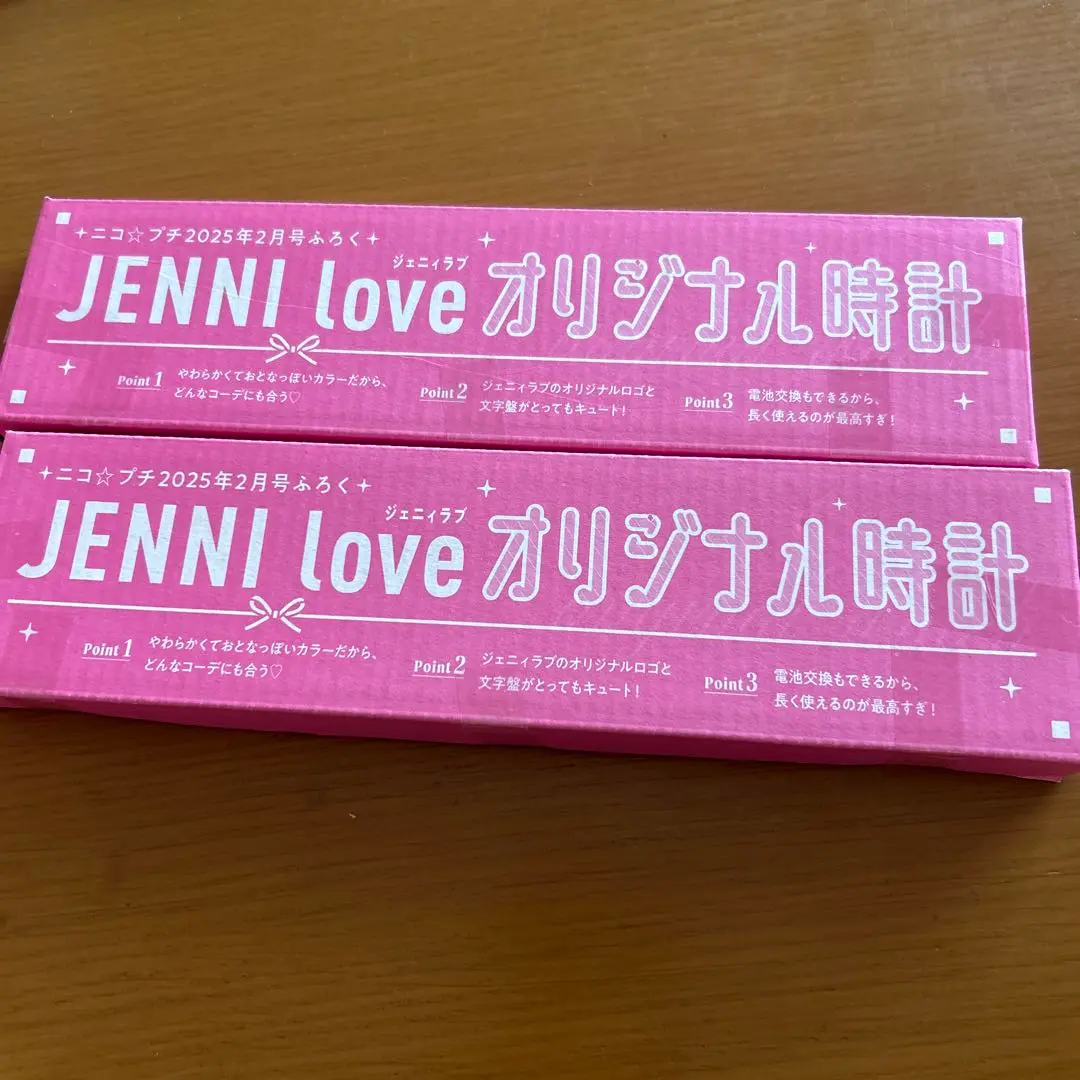 ✦ニコ☆プチ2025年2月号ふろく✦
ジェニィラブ
JENNI love オリジナル時計
Point 1 やわらかくておとなっぽいカラーだから、
どんなコーデにも合う♡
Point 2 ジェニィラブのオリジナルロゴと
文字盤がとってもキュート!
Point 3 電池交換もできるから、
長く使えるのが最高すぎ!
✦ニコ☆プチ2025年2月号ふろく✦
ジェニィラブ
JENNI love オリジナル時計
Point 1 やわらかくておとなっぽいカラーだから、
どんなコーデにも合う♡
Point 2 ジェニィラブのオリジナルロゴと
文字盤がとってもキュート!
Point 3 電池交換もできるから、
長く使えるのが最高すぎ!